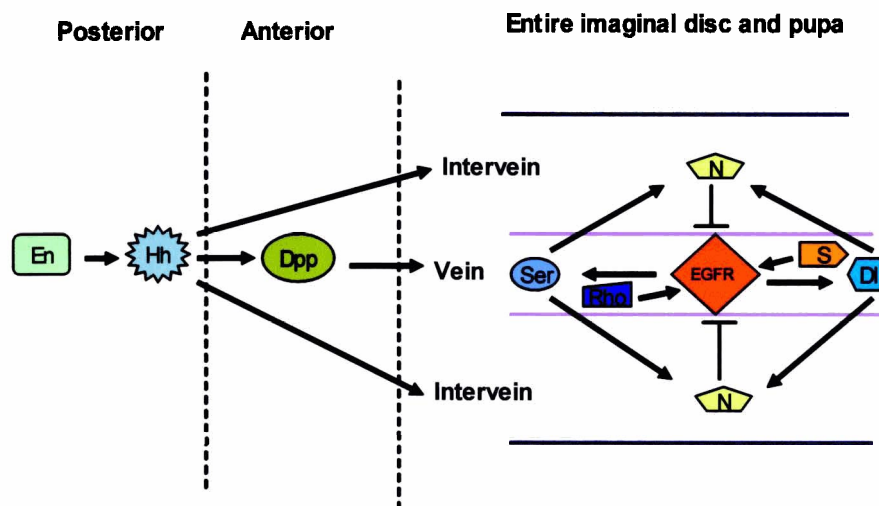 Posterior
Anterior
Entire imaginal disc and pupa
Intervein
N
En
Hh
Dpp
Vein
Ser
EGFR
S
Rho
Dl
Intervein
N